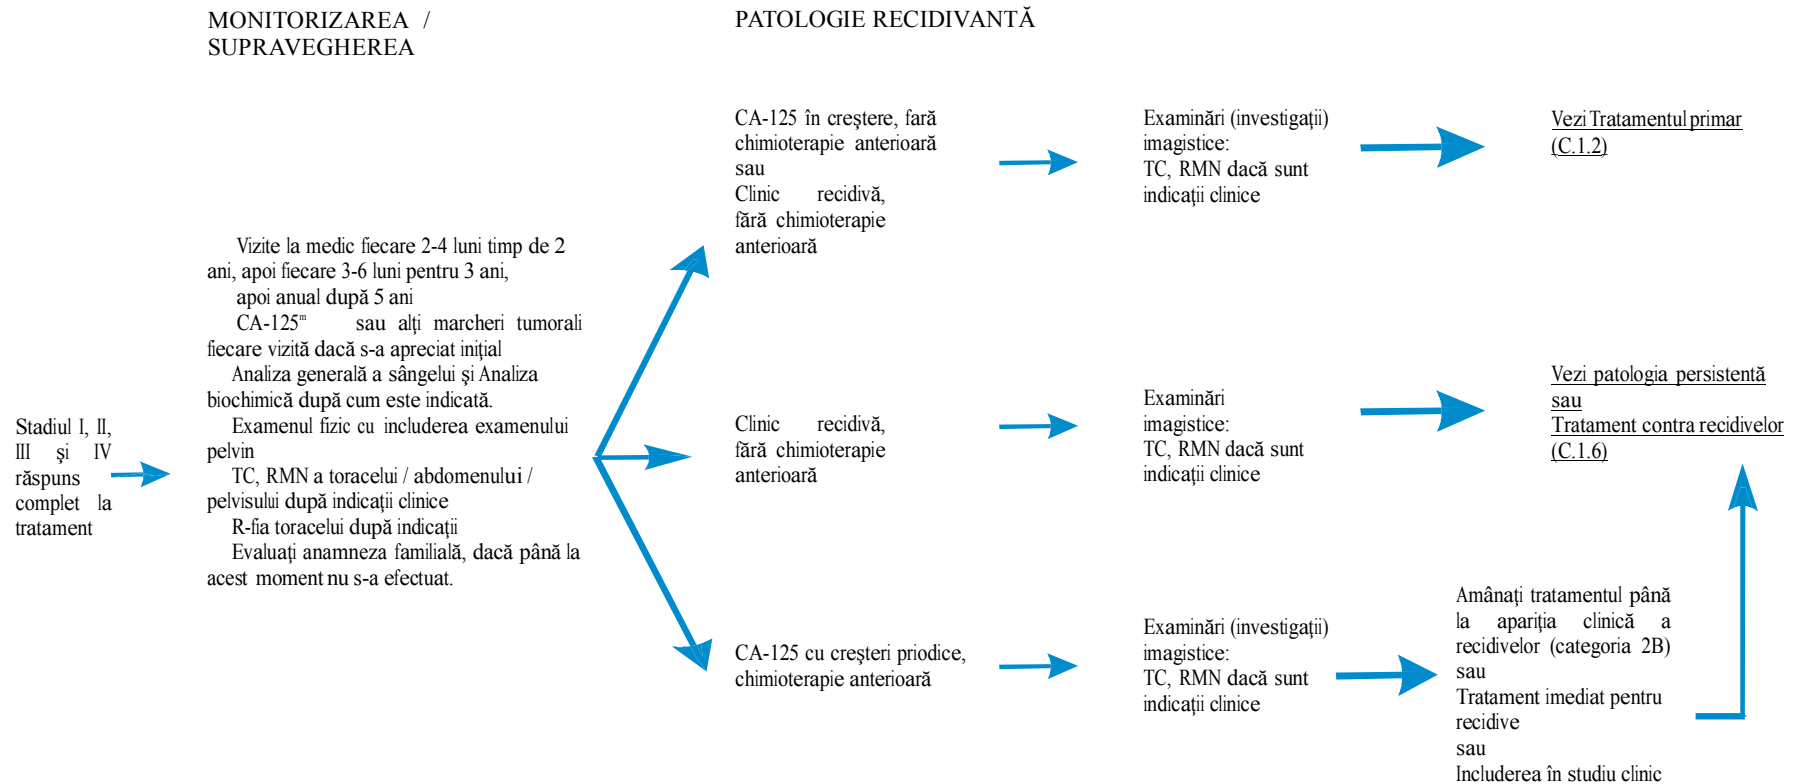 MONITORIZAREA /
SUPRAVEGHEREA
PATOLOGIE RECIDIVANTĂ
Stadiul I, II,
III şi IV
răspuns
complet la
tratament
Vizite la medic fiecare 2-4 luni timp de 2
ani, apoi fiecare 3-6 luni pentru 3 ani,
apoi anual după 5 ani
CA-125ᵐ sau alţi marcheri tumorali
fiecare vizită dacă s-a apreciat iniţial
Analiza generală a sângelui şi Analiza
biochimică după cum este indicată.
Examenul fizic cu includerea examenului
pelvin
TC, RMN a toracelui / abdomenului /
pelvisului după indicaţii clinice
R-fia toracelui după indicaţii
Evaluaţi anamneza familială, dacă până la
acest moment nu s-a efectuat.
CA-125 în creştere, fară
chimioterapie anterioară
sau
Clinic recidivă,
fără chimioterapie
anterioară
Examinări (investigaţii)
imagistice:
TC, RMN dacă sunt
indicaţii clinice
Vezi Tratamentul primar
(C.1.2)
Clinic recidivă,
fără chimioterapie
anterioară
Examinări
imagistice:
TC, RMN dacă sunt
indicaţii clinice
Vezi patologia persistentă
sau
Tratament contra recidivelor
(C.1.6)
CA-125 cu creşteri priodice,
chimioterapie anterioară
Examinări (investigaţii)
imagistice:
TC, RMN dacă sunt
indicaţii clinice
Amânaţi tratamentul până
la apariţia clinică a
recidivelor (categoria 2B)
sau
Tratament imediat pentru
recidive
sau
Includerea în studiu clinic